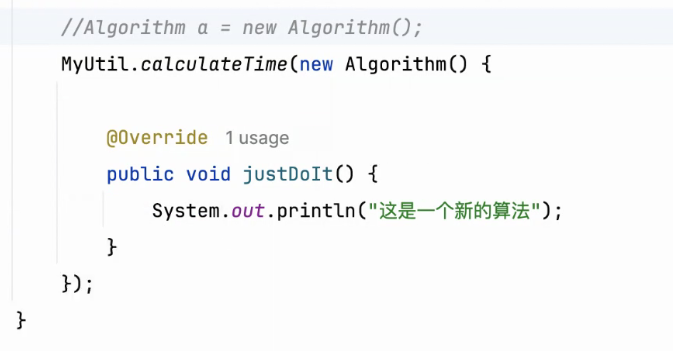 //Algorithm a = new Algorithm();
MyUtil.calculateTime(new Algorithm() {
@Override 1 usage
public void justDoIt() {
System.out.println("这是一个新的算法");
}
});
}